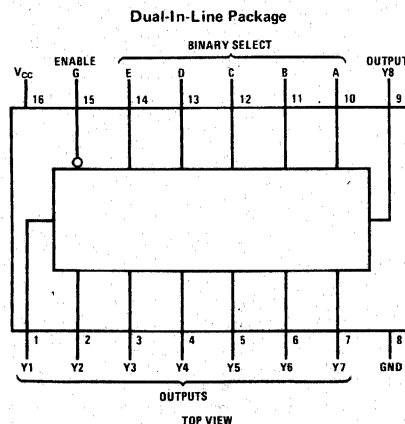 Dual-In-Line Package
BINARY SELECT
VCC ENABLE G E D C B A OUTPUT Y8
16 15 14 13 12 11 10 9
1 2 3 4 5 6 7 8
Y1 Y2 Y3 Y4 Y5 Y6 Y7 GND
OUTPUTS
TOP VIEW